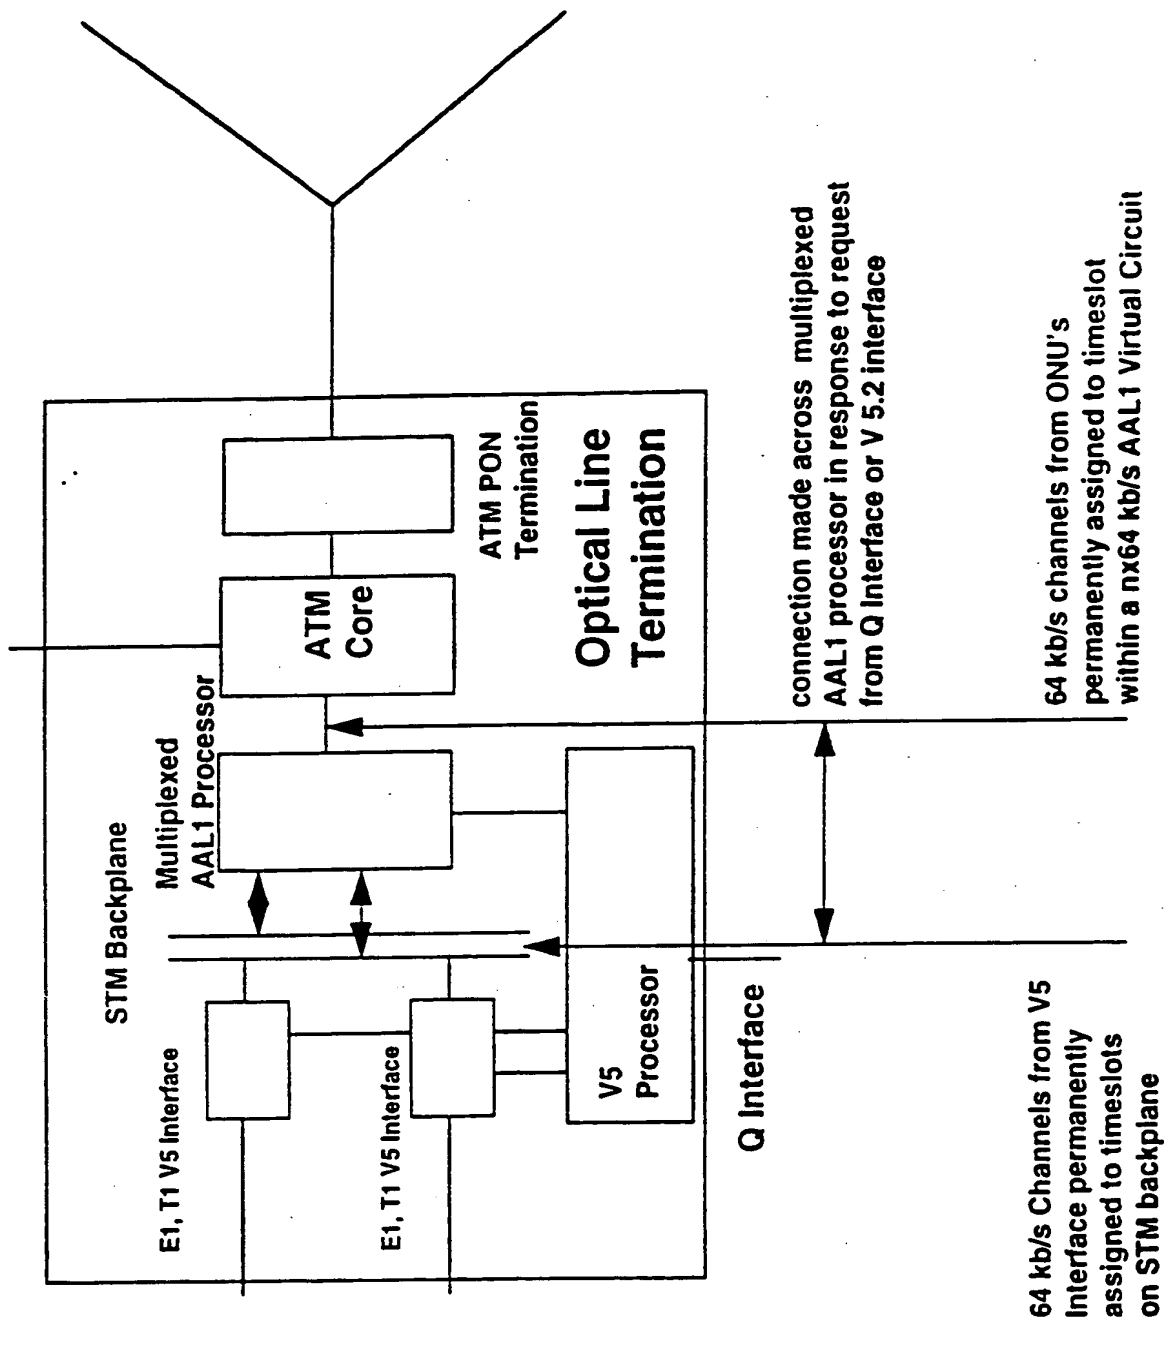 STM Backplane
Multiplexed
AAL1 Processor
E1, T1 V5 Interface
E1, T1 V5 Interface
ATM
Core
ATM PON
Termination
Optical Line
Termination
V5
Processor
Q Interface
connection made across multiplexed
AAL1 processor in response to request
from Q Interface or V 5.2 interface
64 kb/s Channels from V5
Interface permanently
assigned to timeslots
on STM backplane
64 kb/s channels from ONU's
permanently assigned to timeslot
within a nx64 kb/s AAL1 Virtual Circuit